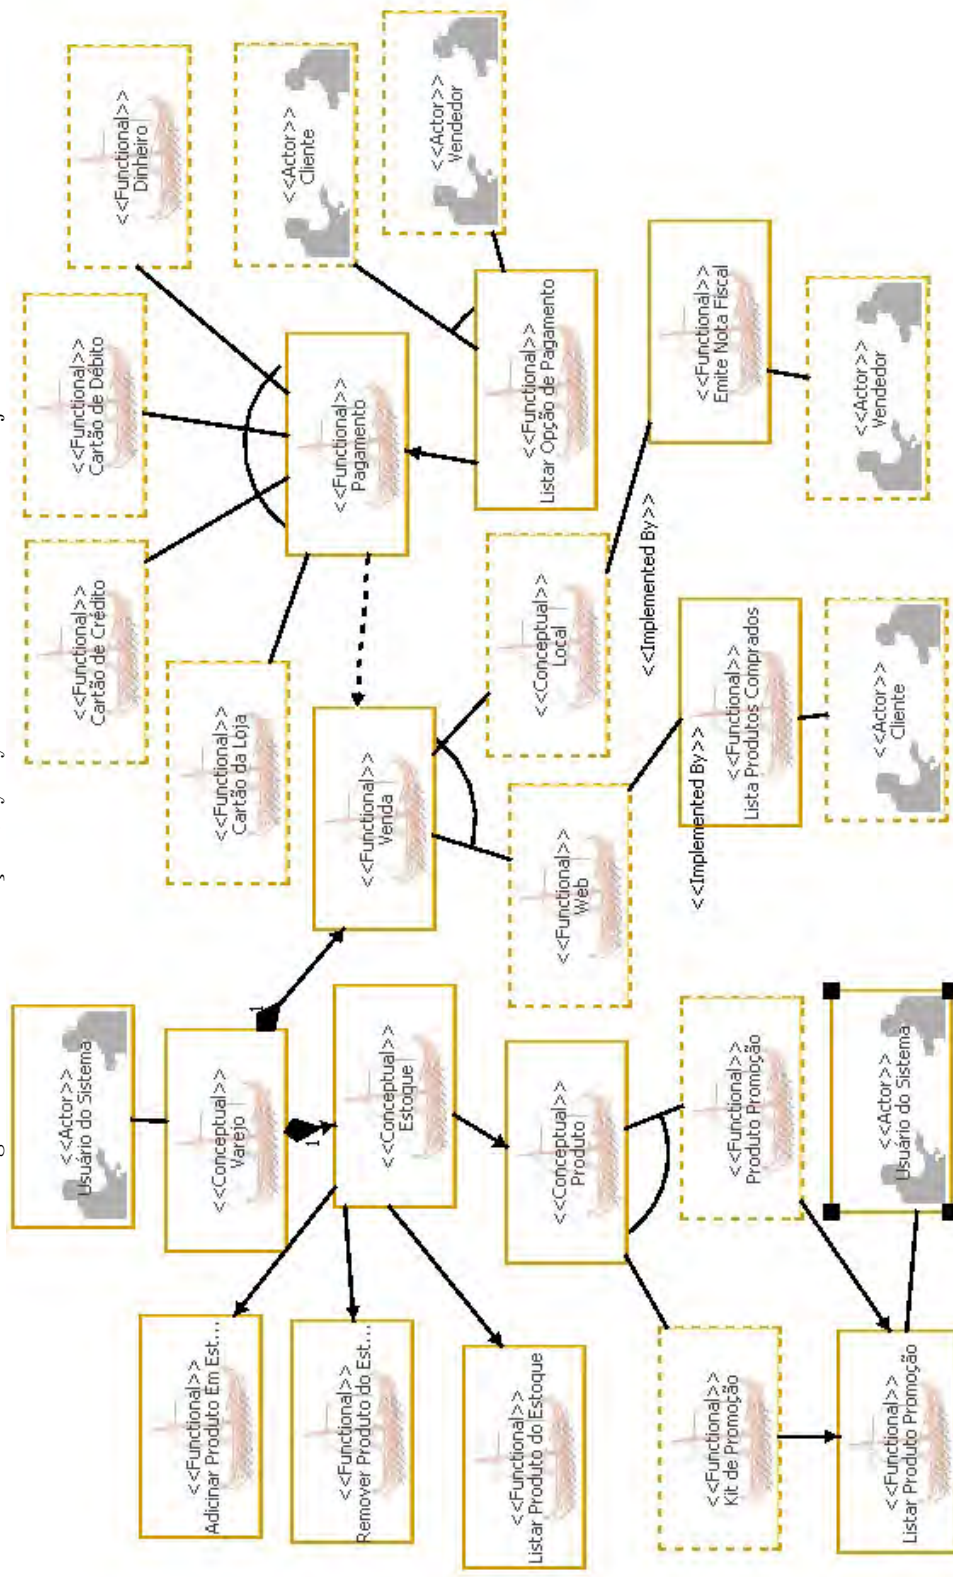 <<Actor>>
Usuário do Sistema
<<Conceptual>>
Varejo
1
1
<<Functional>>
Adicinar Produto Em Est...
<<Functional>>
Remover Produto do Est...
<<Functional>>
Listar Produto do Estoque
<<Conceptual>>
Estoque
<<Conceptual>>
Produto
<<Functional>>
Kit de Promoção
<<Functional>>
Produto Promoção
<<Functional>>
Listar Produto Promoção
<<Actor>>
Usuário do Sistema
<<Functional>>
Venda
<<Functional>>
Web
<<Conceptual>>
Local
<<Implemented By>>
<<Implemented By>>
<<Functional>>
Lista Produtos Comprados
<<Actor>>
Cliente
<<Functional>>
Emite Nota Fiscal
<<Actor>>
Vendedor
<<Functional>>
Cartão da Loja
<<Functional>>
Cartão de Crédito
<<Functional>>
Cartão de Débito
<<Functional>>
Dinheiro
<<Functional>>
Pagamento
<<Functional>>
Listar Opção de Pagamento
<<Actor>>
Cliente
<<Actor>>
Vendedor